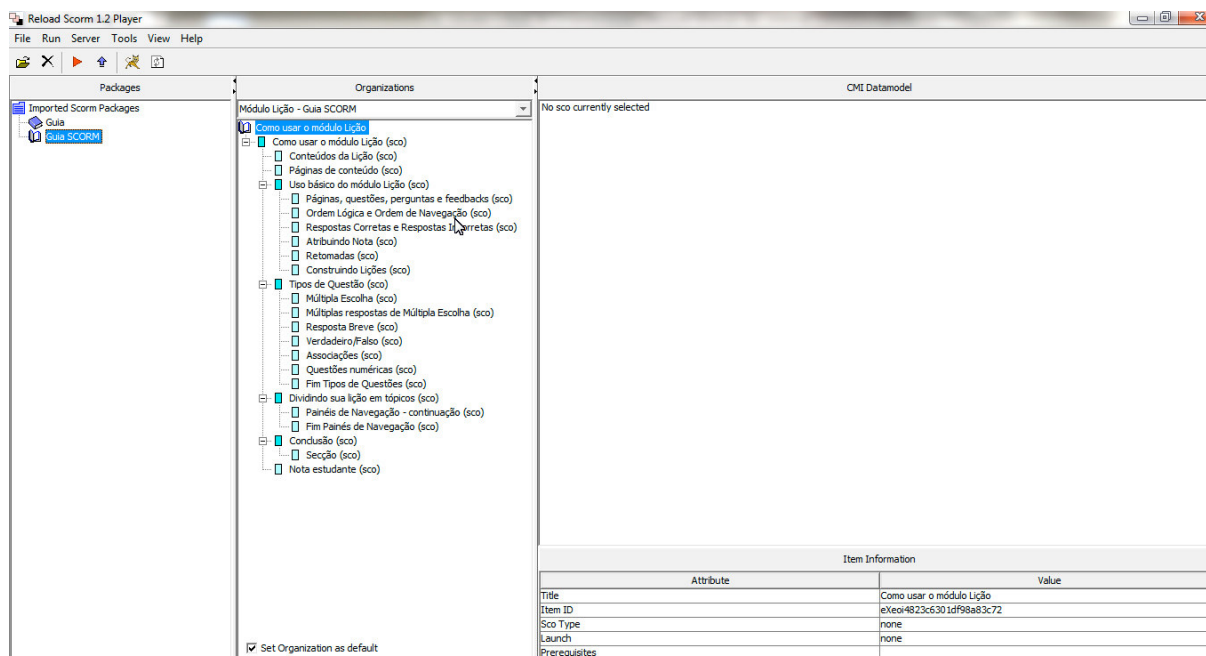 Reload Scorm 1.2 Player
File Run Server Tools View Help
Packages
Organizations
CMI Datamodel
Imported Scorm Packages
Guia
Guia SCORM
Módulo Lição - Guia SCORM
Como usar o módulo Lição
Como usar o módulo Lição (sco)
Conteúdos da Lição (sco)
Páginas de conteúdo (sco)
Uso básico do módulo Lição (sco)
Páginas, questões, perguntas e feedbacks (sco)
Ordem Lógica e Ordem de Navegação (sco)
Respostas Corretas e Respostas Incorretas (sco)
Atribuindo Nota (sco)
Retomadas (sco)
Construindo Lições (sco)
Tipos de Questão (sco)
Múltipla Escolha (sco)
Múltiplas respostas de Múltipla Escolha (sco)
Resposta Breve (sco)
Verdadeiro/Falso (sco)
Associações (sco)
Questões numéricas (sco)
Fim Tipos de Questões (sco)
Dividindo sua lição em tópicos (sco)
Painéis de Navegação - continuação (sco)
Fim Painés de Navegação (sco)
Conclusão (sco)
Secção (sco)
Nota estudante (sco)
Set Organization as default
No sco currently selected
Item Information
Attribute Value
Title Como usar o módulo Lição
Item ID eXeoi4823c6301df98a83c72
Sco Type none
Launch none
Prerequisites